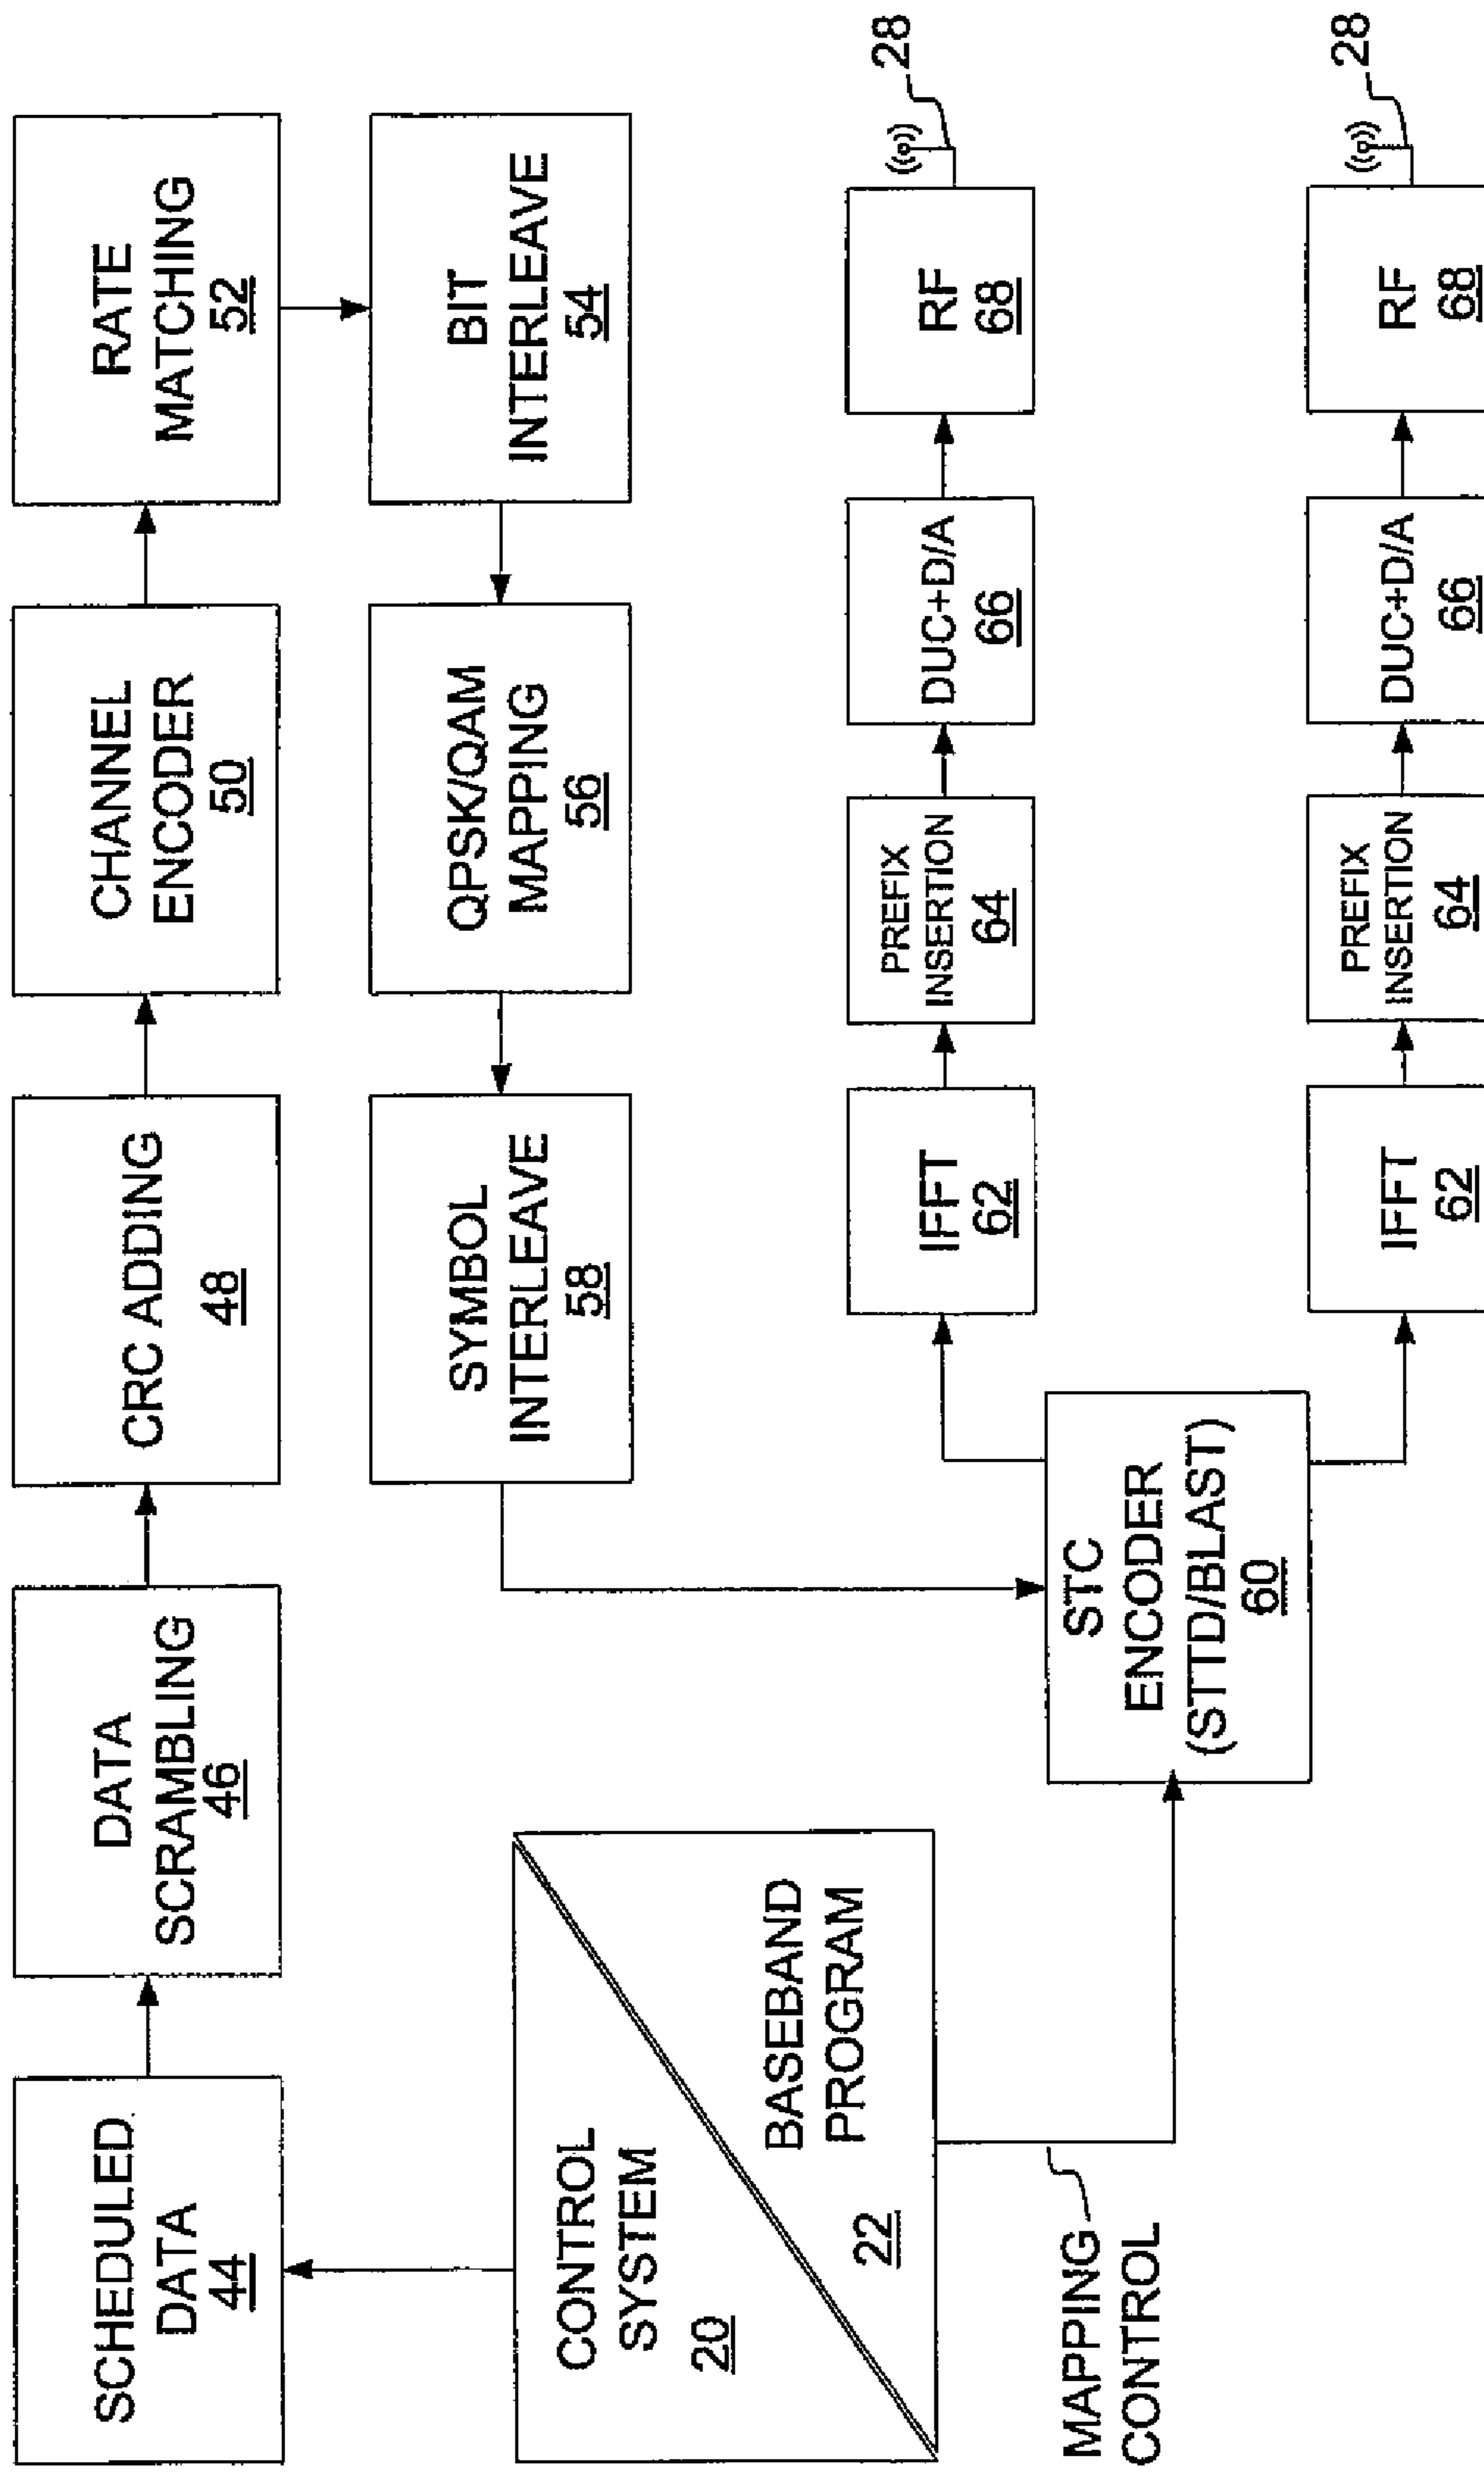 SCHEDULED
DATA
44
DATA
SCRAMBLING
46
CRC ADDING
48
CHANNEL
ENCODER
50
RATE
MATCHING
52
CONTROL
SYSTEM
20
BASEBAND
PROGRAM
22
SYMBOL
INTERLEAVE
58
QPSK/QAM
MAPPING
56
BIT
INTERLEAVE
54
MAPPING
CONTROL
STC
ENCODER
(STTD/BLAST)
60
IFFT
62
PREFIX
INSERTION
64
DUC+D/A
66
RF
68
28
IFFT
62
PREFIX
INSERTION
64
DUC+D/A
66
RF
68
28